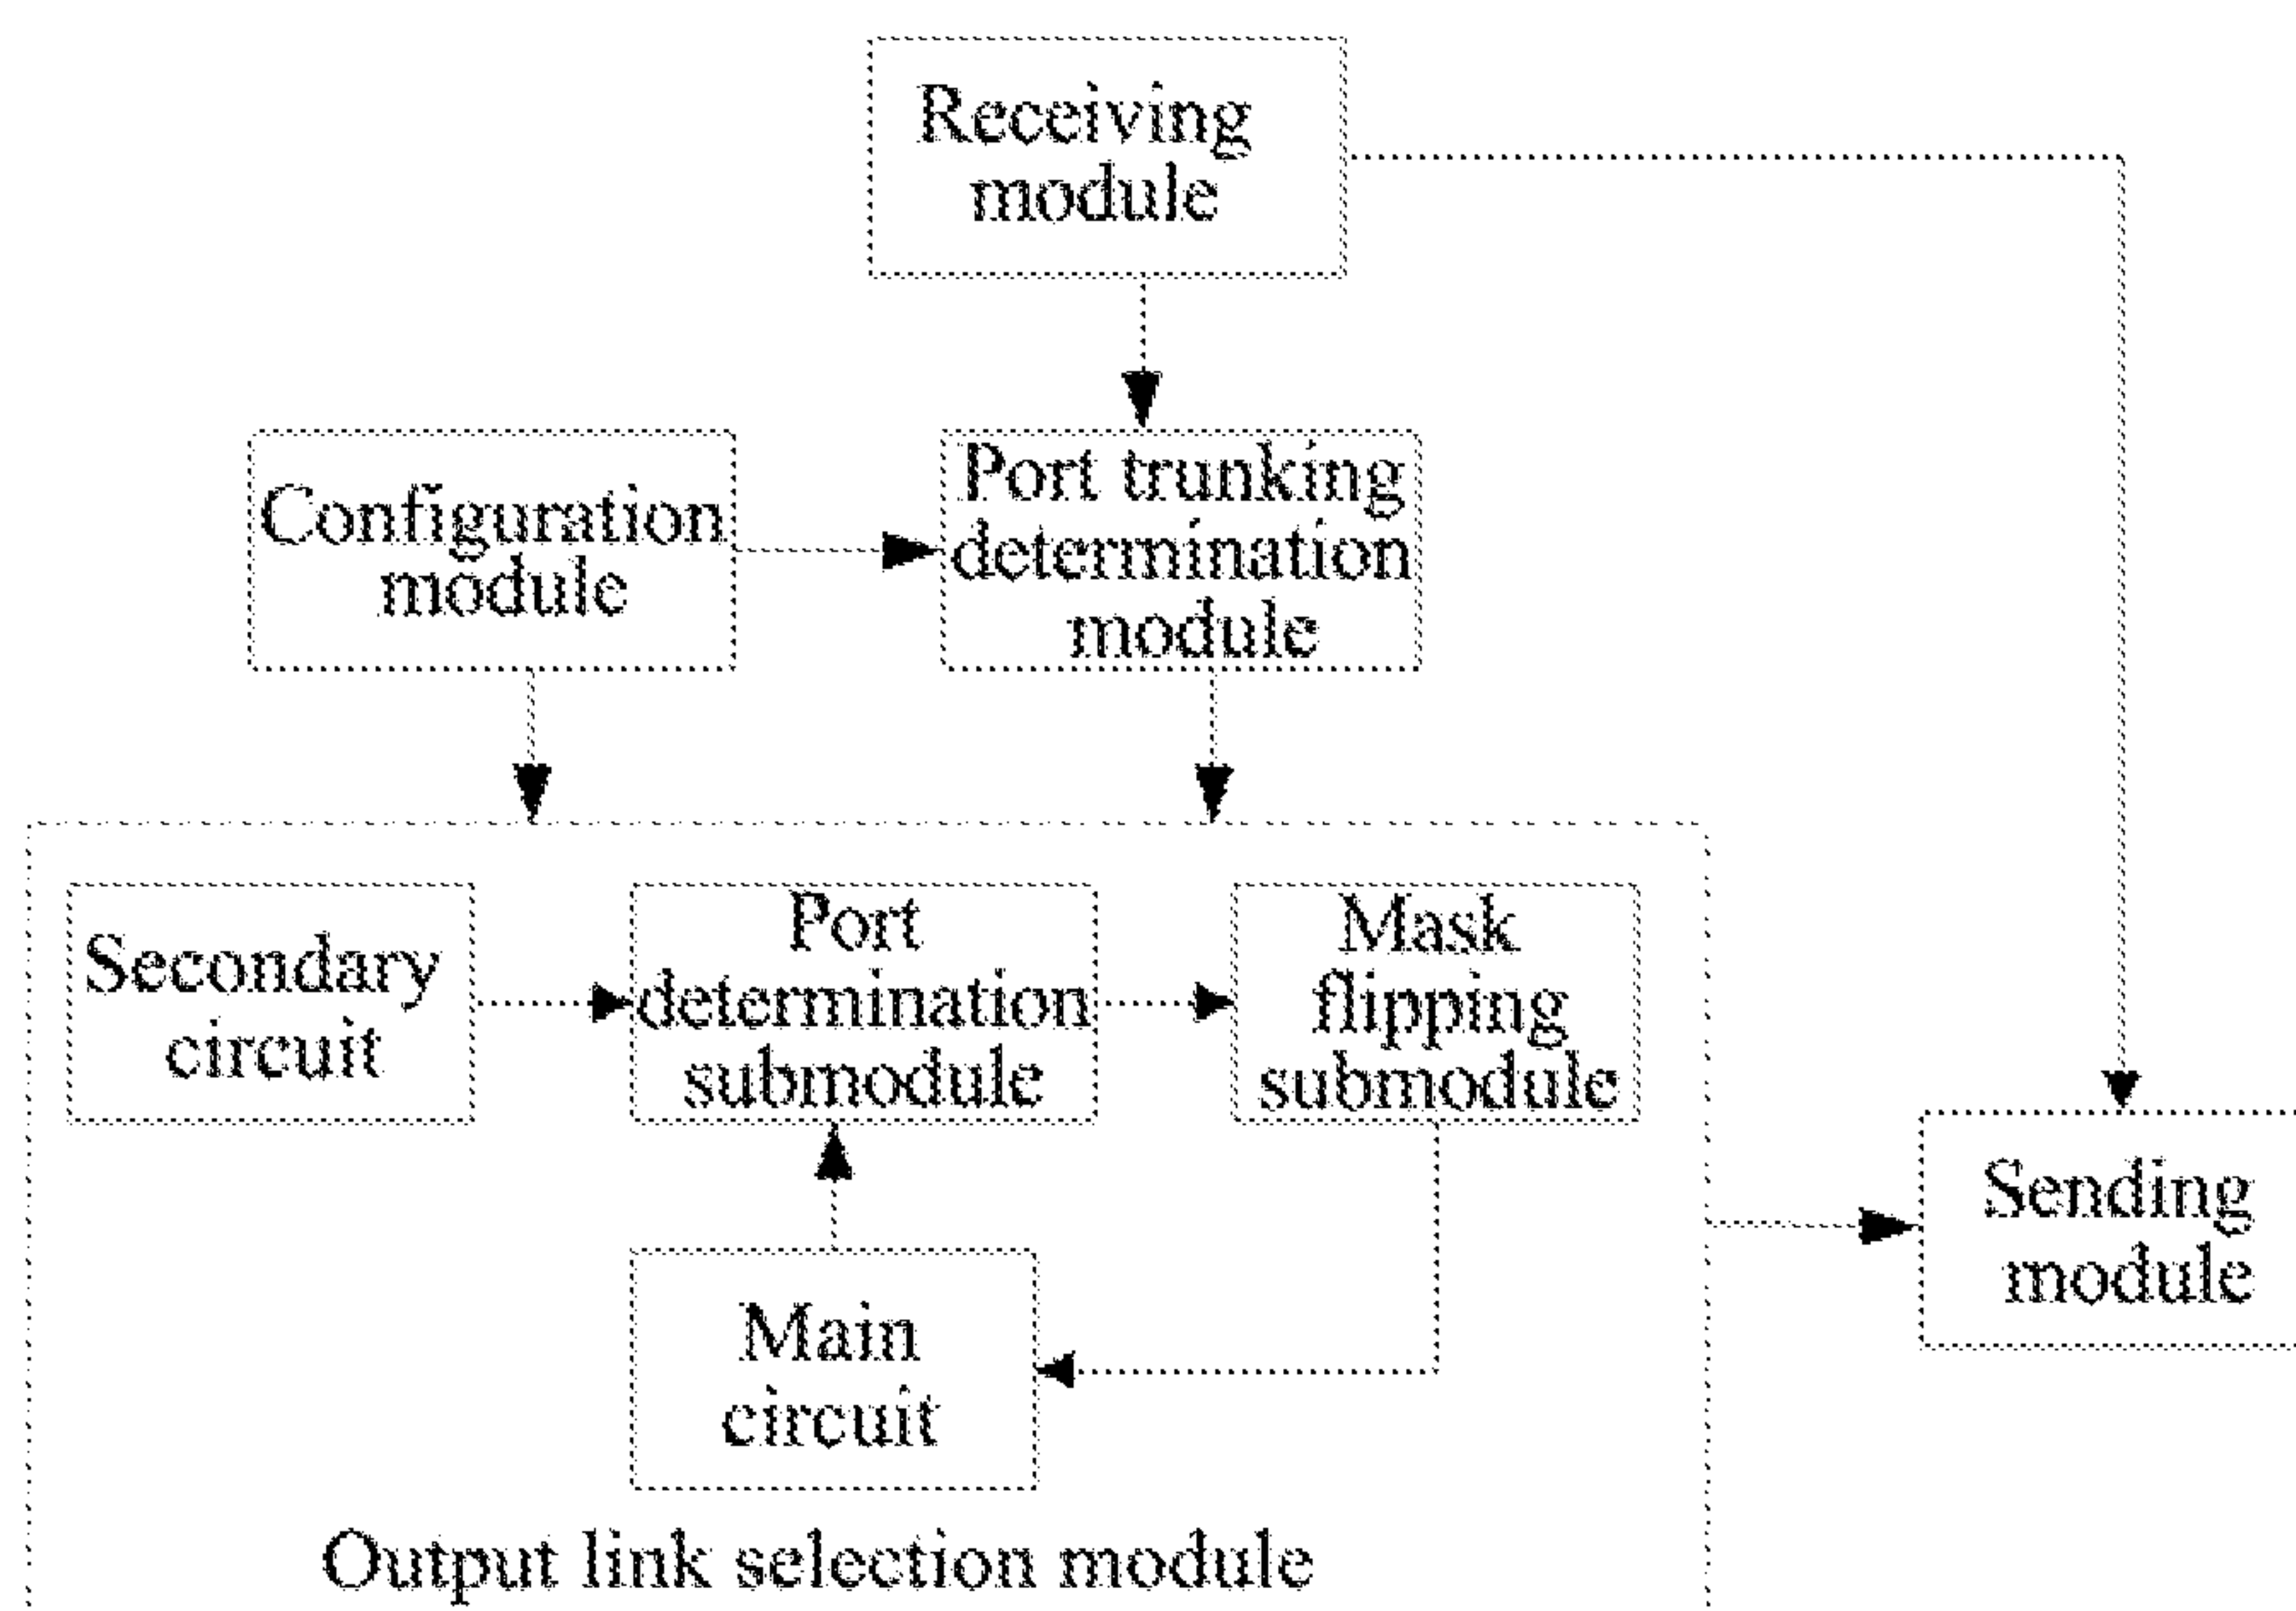 Receiving
module
Configuration
module
Port trunking
determination
module
Secondary
circuit
Port
determination
submodule
Mask
flipping
submodule
Main
circuit
Sending
module
Output link selection module